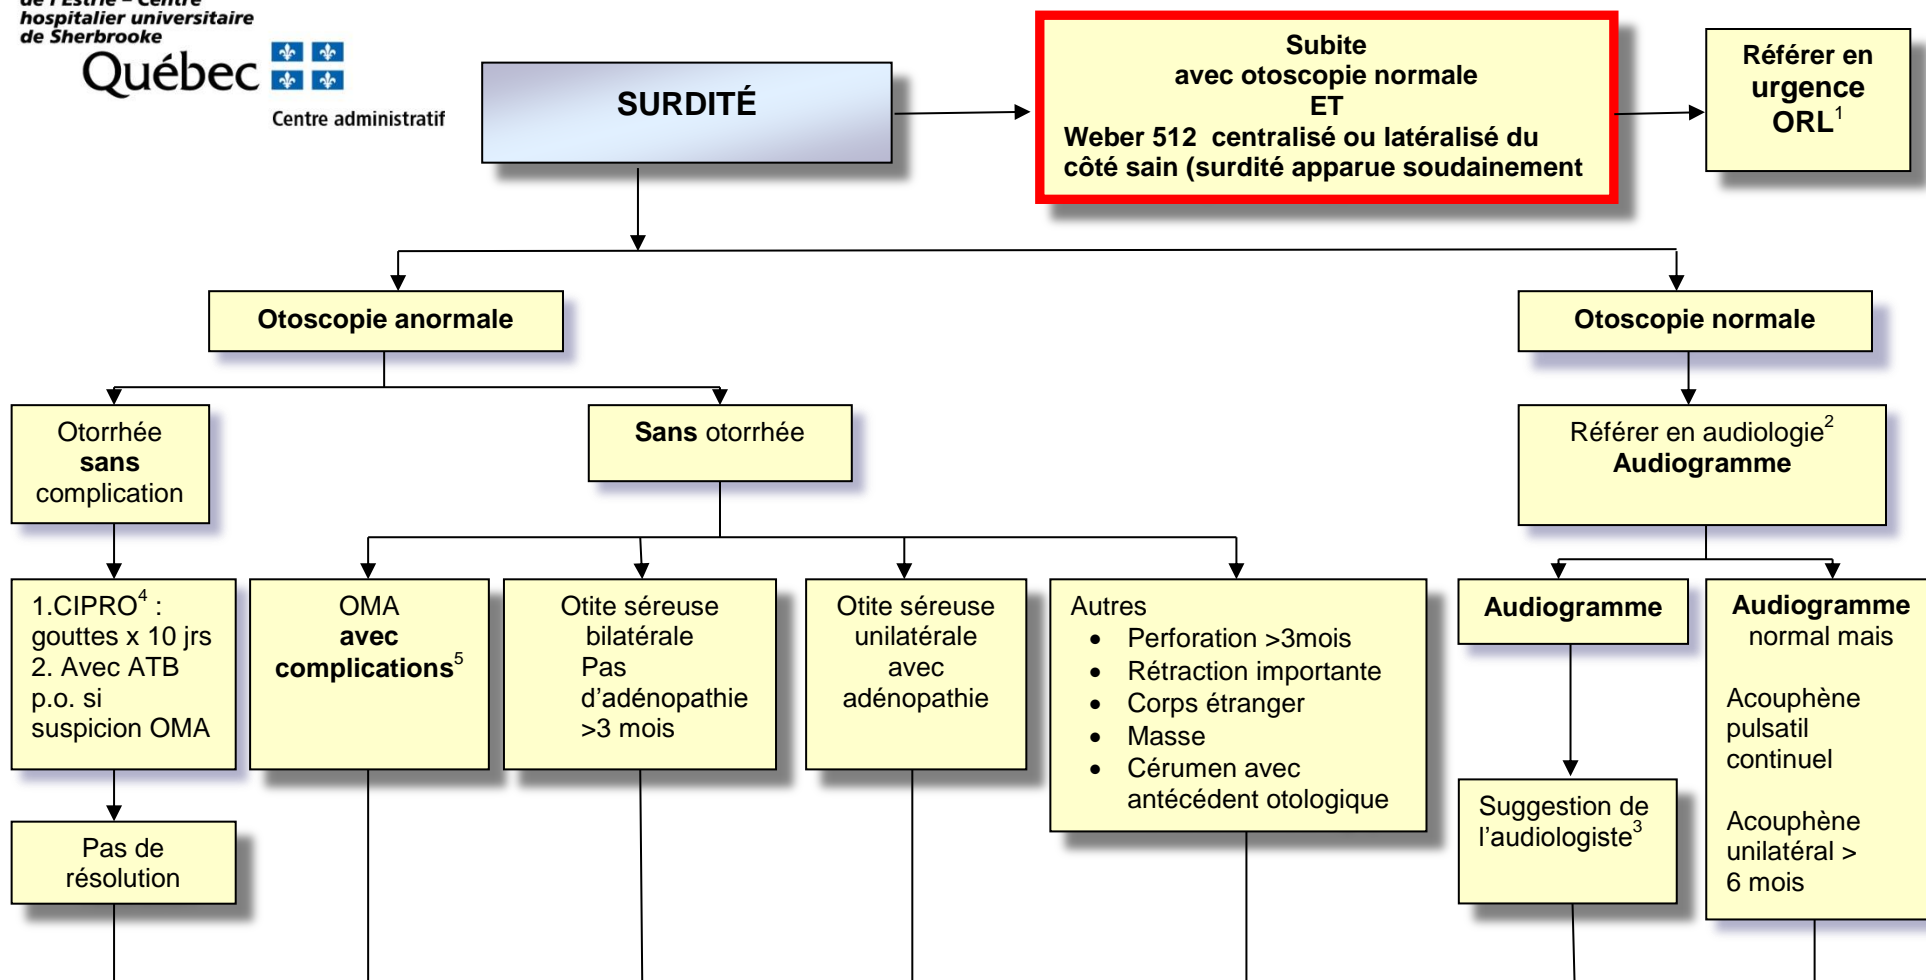 de l'Estrie – Centre
hospitalier universitaire
de Sherbrooke
Québec
Centre administratif
SURDITÉ
Subite
avec otoscopie normale
ET
Weber 512 centralisé ou latéralisé du
côté sain (surdité apparue soudainement
Référer en
urgence
ORL1
Otoscopie anormale
Otoscopie normale
Otorrhée
sans
complication
Sans otorrhée
Référer en audiologie2
Audiogramme
1.CIPRO4 :
gouttes x 10 jrs
2. Avec ATB
p.o. si
suspicion OMA
OMA
avec
complications5
Otite séreuse
bilatérale
Pas
d'adénopathie
>3 mois
Otite séreuse
unilatérale
avec
adénopathie
Autres
• Perforation >3mois
• Rétraction importante
• Corps étranger
• Masse
• Cérumen avec
antécédent otologique
Audiogramme
Audiogramme
normal mais
Acouphène
pulsatil
continuel
Acouphène
unilatéral >
6 mois
Pas de
résolution
Suggestion de
l'audiologiste3